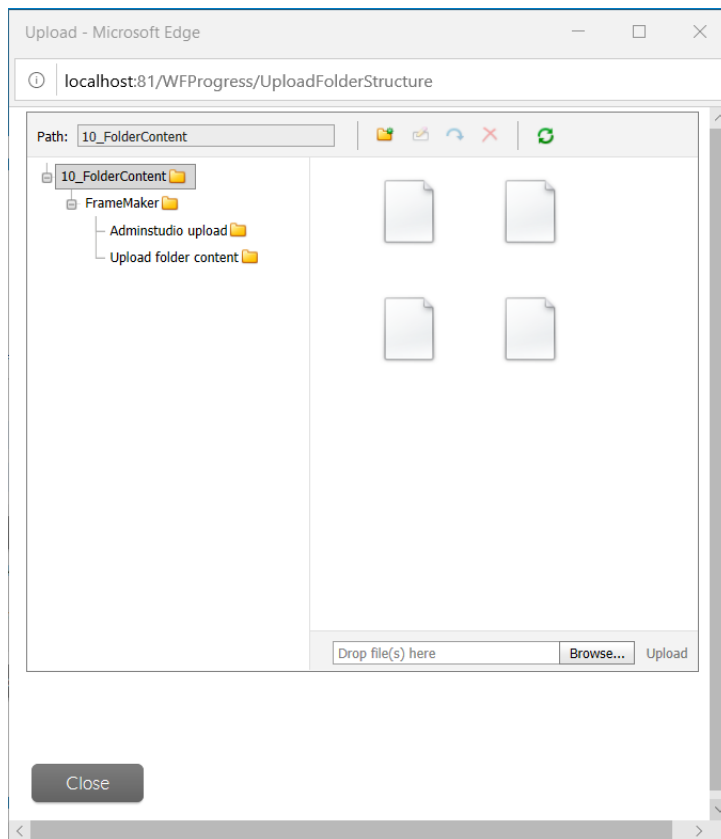 Upload - Microsoft Edge
localhost:81/WFProgress/UploadFolderStructure
Path: 10_FolderContent
10_FolderContent
FrameMaker
Adminstudio upload
Upload folder content
Drop file(s) here Browse... Upload
Close